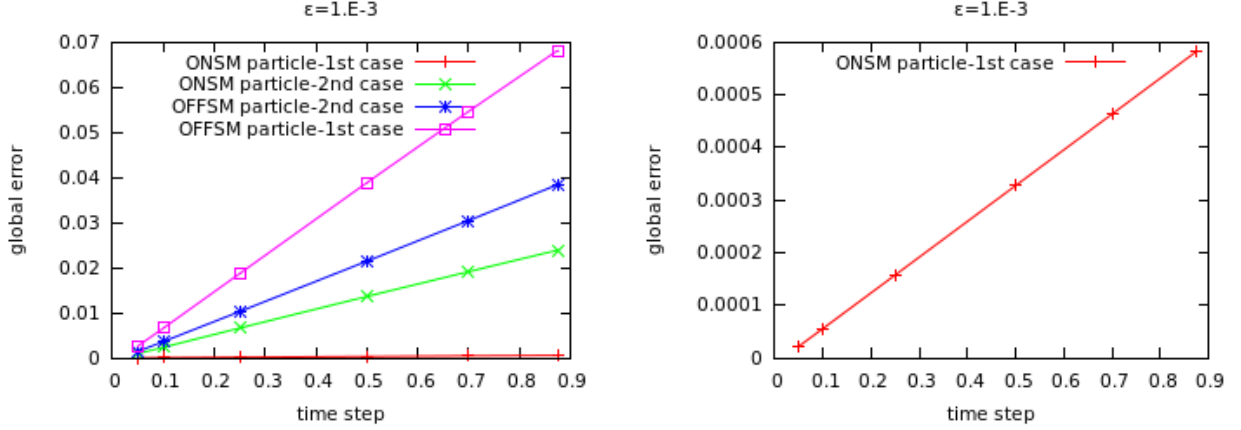 ε=1.E-3
0.07
0.06
0.05
0.04
0.03
0.02
0.01
0
global error
ONSM particle-1st case
ONSM particle-2nd case
OFFSM particle-2nd case
OFFSM particle-1st case
0 0.1 0.2 0.3 0.4 0.5 0.6 0.7 0.8 0.9
time step
ε=1.E-3
0.0006
0.0005
0.0004
0.0003
0.0002
0.0001
0
global error
ONSM particle-1st case
0 0.1 0.2 0.3 0.4 0.5 0.6 0.7 0.8 0.9
time step